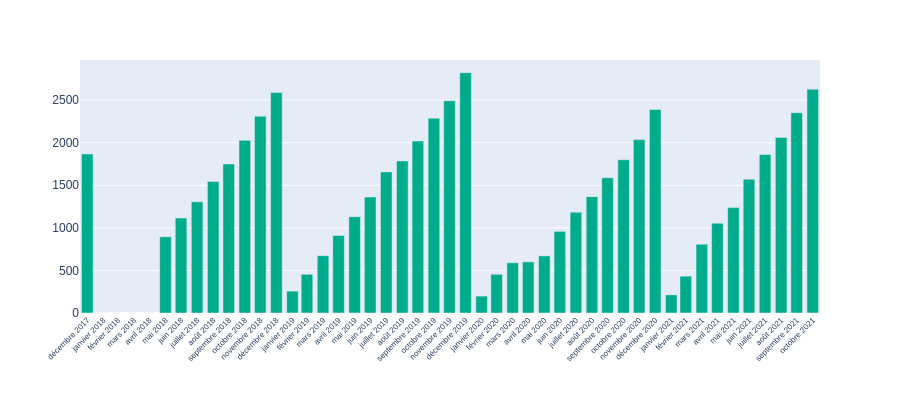 2500
2000
1500
1000
500
0
décembre 2017
janvier 2018
février 2018
mars 2018
avril 2018
mai 2018
juin 2018
juillet 2018
août 2018
septembre 2018
octobre 2018
novembre 2018
décembre 2018
janvier 2019
février 2019
mars 2019
avril 2019
mai 2019
juin 2019
juillet 2019
août 2019
septembre 2019
octobre 2019
novembre 2019
décembre 2019
janvier 2020
février 2020
mars 2020
avril 2020
mai 2020
juin 2020
juillet 2020
août 2020
septembre 2020
octobre 2020
novembre 2020
décembre 2020
janvier 2021
février 2021
mars 2021
avril 2021
mai 2021
juin 2021
juillet 2021
août 2021
septembre 2021
octobre 2021